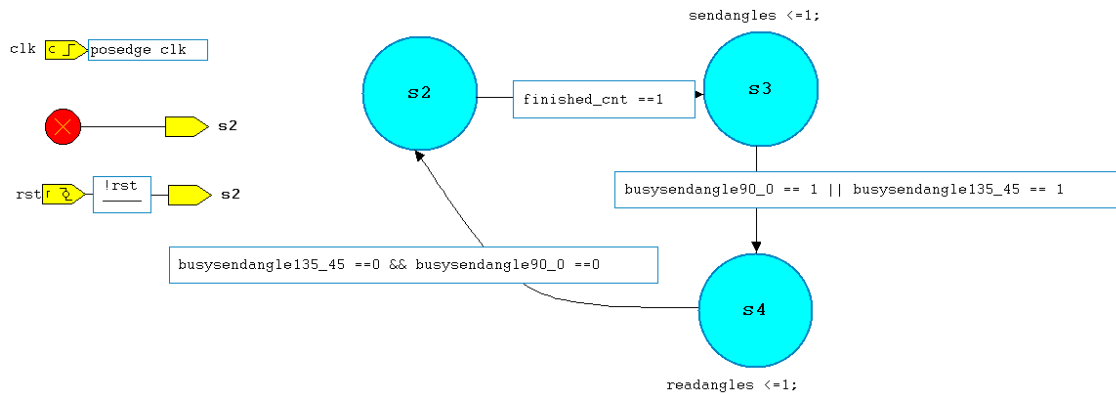 sendangles <=1;
clk
C
posedge clk
s2
finished_cnt ==1
s3
s2
rst
r
!rst
s2
busysendangle90_0 == 1 || busysendangle135_45 == 1
busysendangle135_45 ==0 && busysendangle90_0 ==0
s4
readangles <=1;